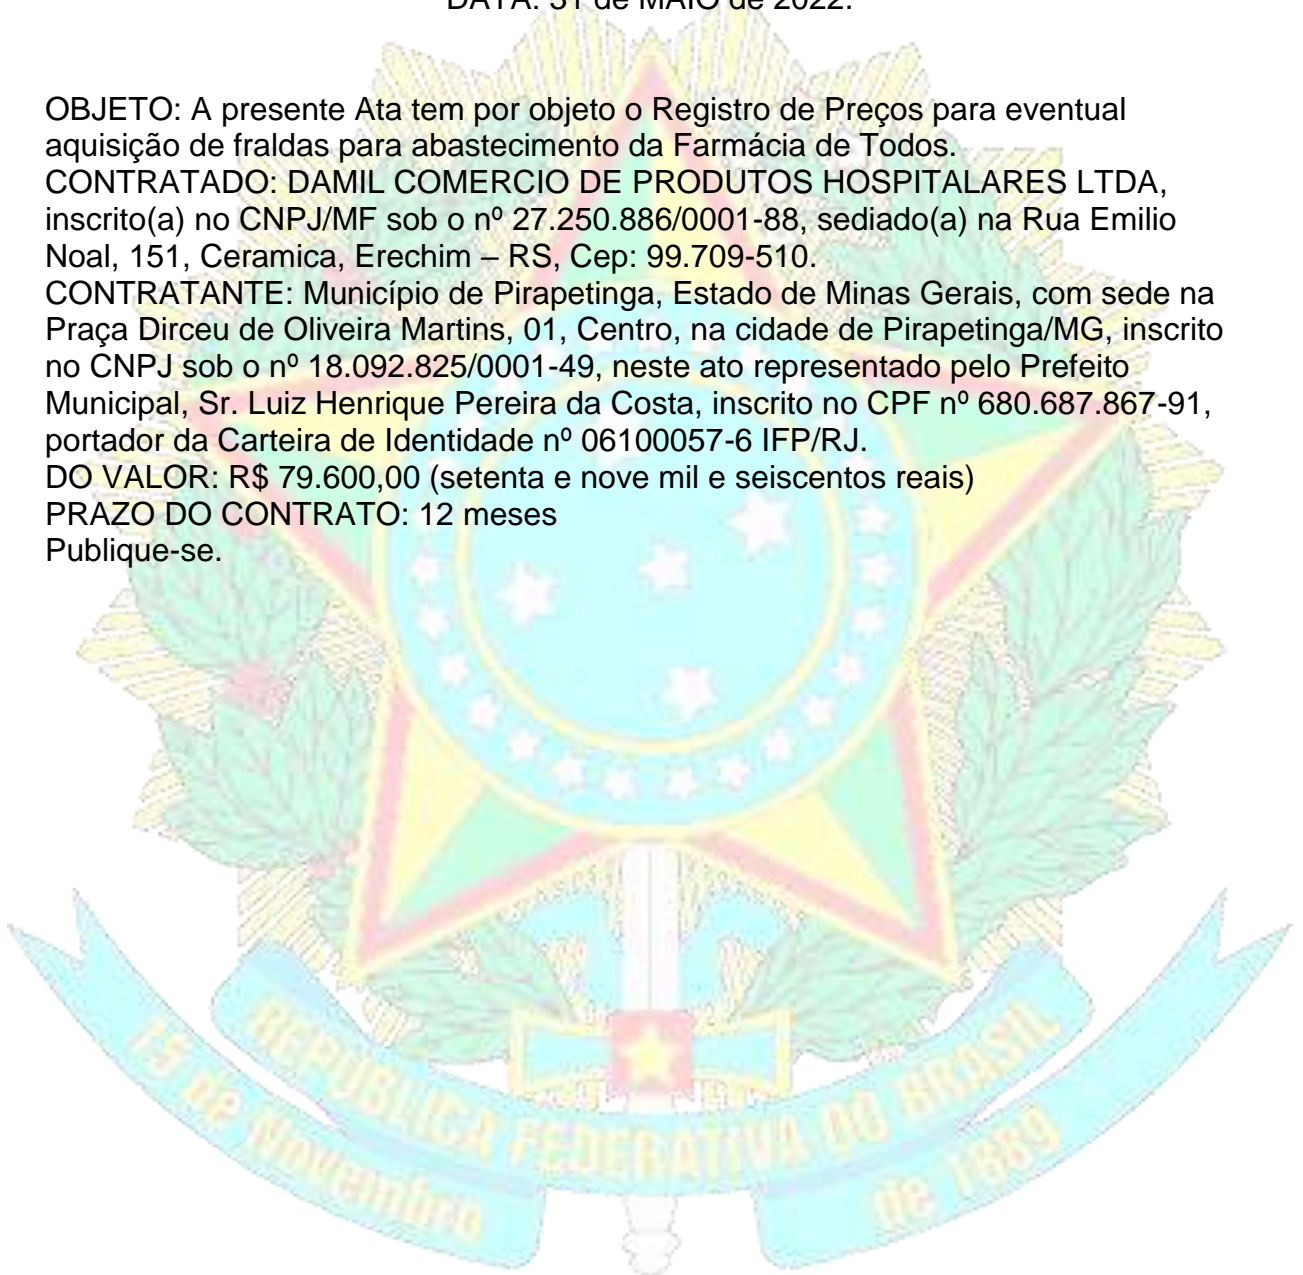 DATA: 31 de MAIO de 2022.
OBJETO: A presente Ata tem por objeto o Registro de Preços para eventual
aquisição de fraldas para abastecimento da Farmácia de Todos.
CONTRATADO: DAMIL COMERCIO DE PRODUTOS HOSPITALARES LTDA,
inscrito(a) no CNPJ/MF sob o nº 27.250.886/0001-88, sediado(a) na Rua Emilio
Noal, 151, Ceramica, Erechim – RS, Cep: 99.709-510.
CONTRATANTE: Município de Pirapetinga, Estado de Minas Gerais, com sede na
Praça Dirceu de Oliveira Martins, 01, Centro, na cidade de Pirapetinga/MG, inscrito
no CNPJ sob o nº 18.092.825/0001-49, neste ato representado pelo Prefeito
Municipal, Sr. Luiz Henrique Pereira da Costa, inscrito no CPF nº 680.687.867-91,
portador da Carteira de Identidade nº 06100057-6 IFP/RJ.
DO VALOR: R$ 79.600,00 (setenta e nove mil e seiscentos reais)
PRAZO DO CONTRATO: 12 meses
Publique-se.
REPÚBLICA FEDERATIVA DO BRASIL
15 de Novembro de 1889